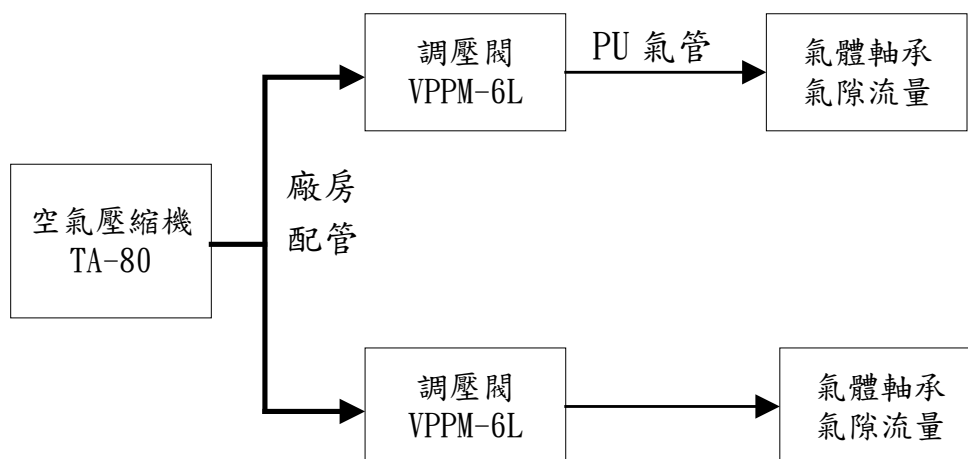 調壓閥
VPPM-6L
PU 氣管
氣體軸承
氣隙流量
空氣壓縮機
TA-80
廠房
配管
調壓閥
VPPM-6L
氣體軸承
氣隙流量